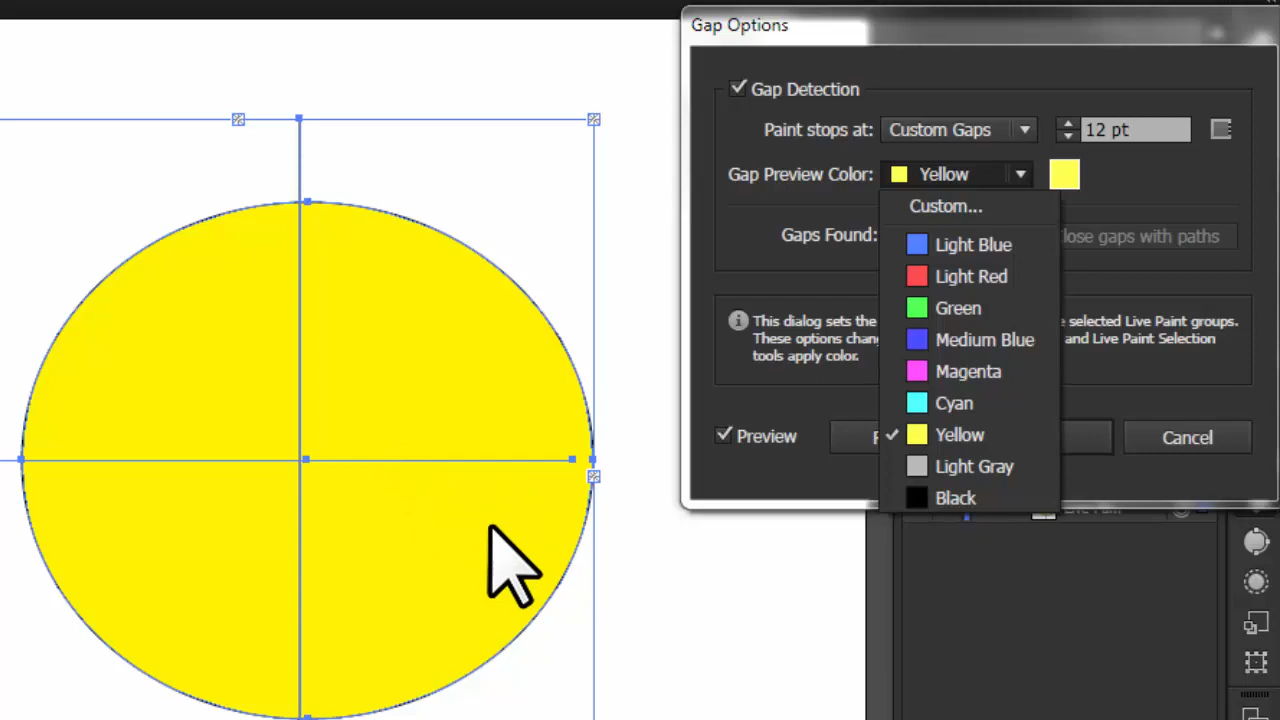 Gap Options
Gap Detection
Paint stops at: Custom Gaps 12 pt
Gap Preview Color: Yellow
Custom...
Gaps Found: lose gaps with paths
Light Blue
Light Red
Green
This dialog sets the e selected Live Paint groups.
These options chan and Live Paint Selection
tools apply color.
Medium Blue
Magenta
Cyan
Preview Yellow Cancel
Light Gray
Black